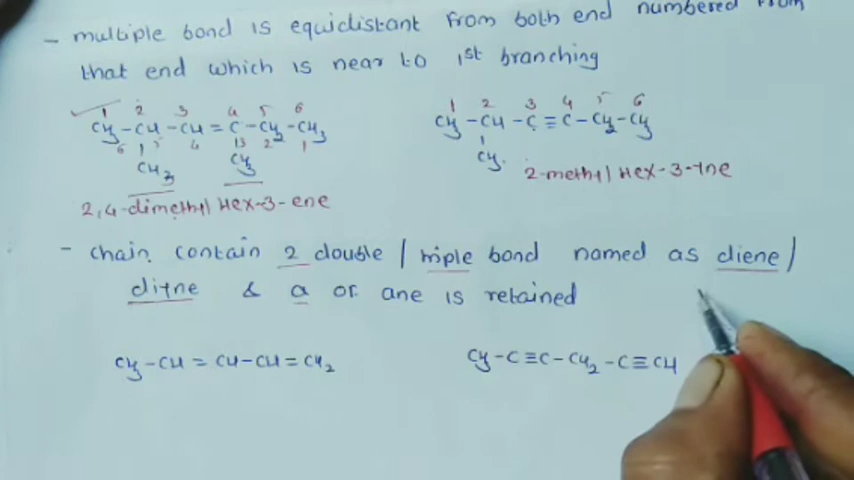 - multiple bond is equidistant from both end numbered from
that end which is near to 1st branching
1 2 3 4 5 6
CH3-CH-CH=C-CH2-CH3
6 5 4 3 2 1
CH3 CH3
2,4-dimethyl Hex-3-ene
1 2 3 4 5 6
CH3-CH-C≡C-CH2-CH3
CH3
2-methyl Hex-3-yne
- chain contain 2 double / triple bond named as diene/
diyne & a or ane is retained
CH3-CH=CH-CH=CH2
CH3-C≡C-CH2-C≡CH